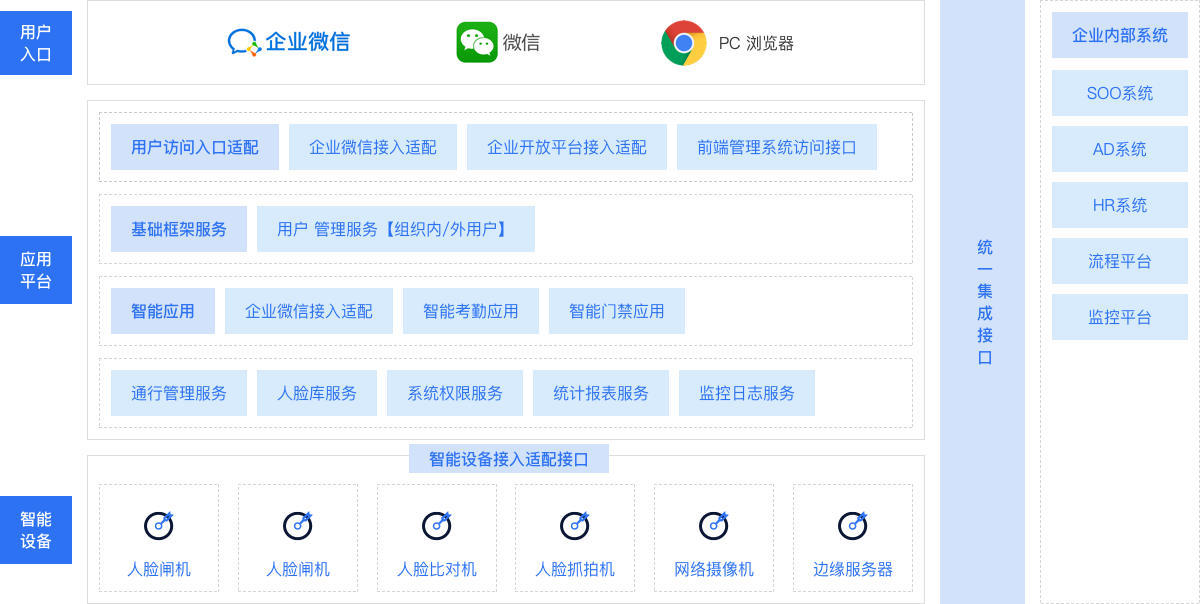 用户
入口
企业微信
微信
PC 浏览器
应用
平台
用户访问入口适配
企业微信接入适配
企业开放平台接入适配
前端管理系统访问接口
基础框架服务
用户 管理服务【组织内/外用户】
智能应用
企业微信接入适配
智能考勤应用
智能门禁应用
通行管理服务
人脸库服务
系统权限服务
统计报表服务
监控日志服务
智能
设备
智能设备接入适配接口
人脸闸机
人脸闸机
人脸比对机
人脸抓拍机
网络摄像机
边缘服务器
统
一
集
成
接
口
企业内部系统
SOO系统
AD系统
HR系统
流程平台
监控平台